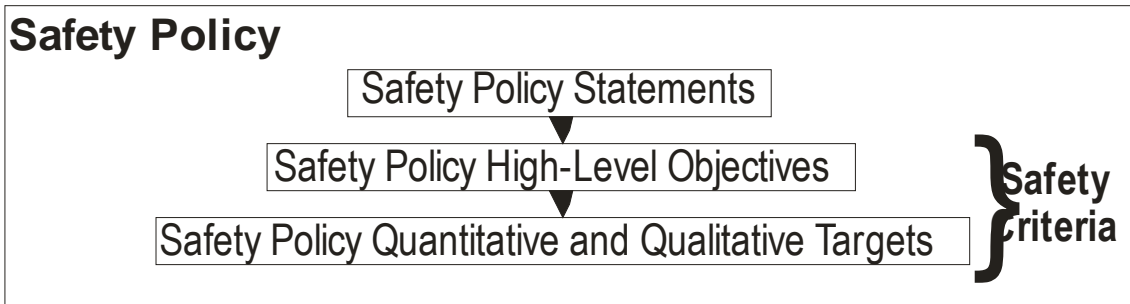 Safety Policy
Safety Policy Statements
Safety Policy High-Level Objectives
Safety Policy Quantitative and Qualitative Targets
Safety
Criteria